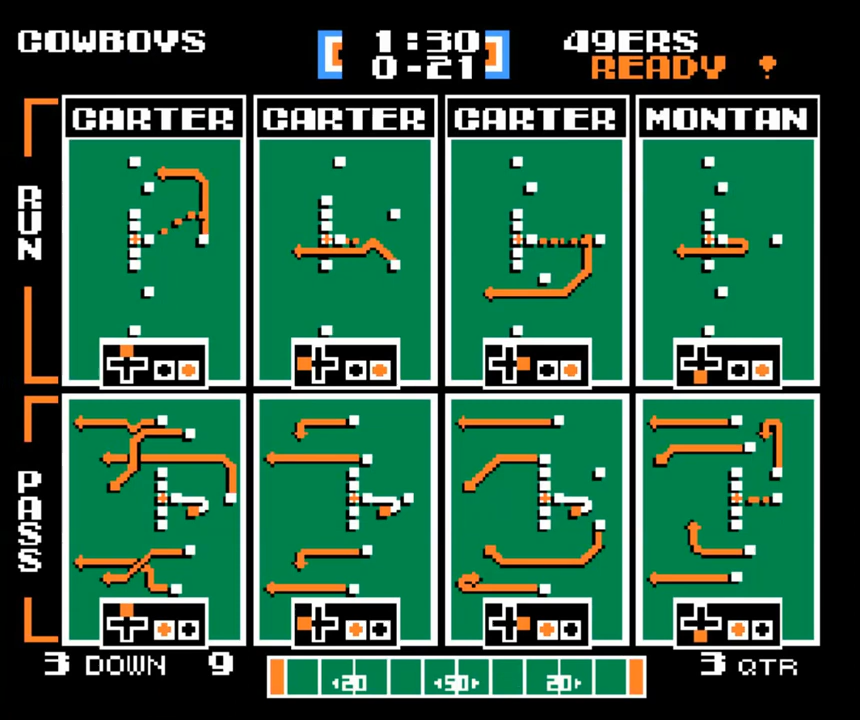 COWBOYS 1:30 49ERS
0-21 READY !
CARTER CARTER CARTER MONTAN
RUN
PASS
3 DOWN 9 3 QTR
20 50 20